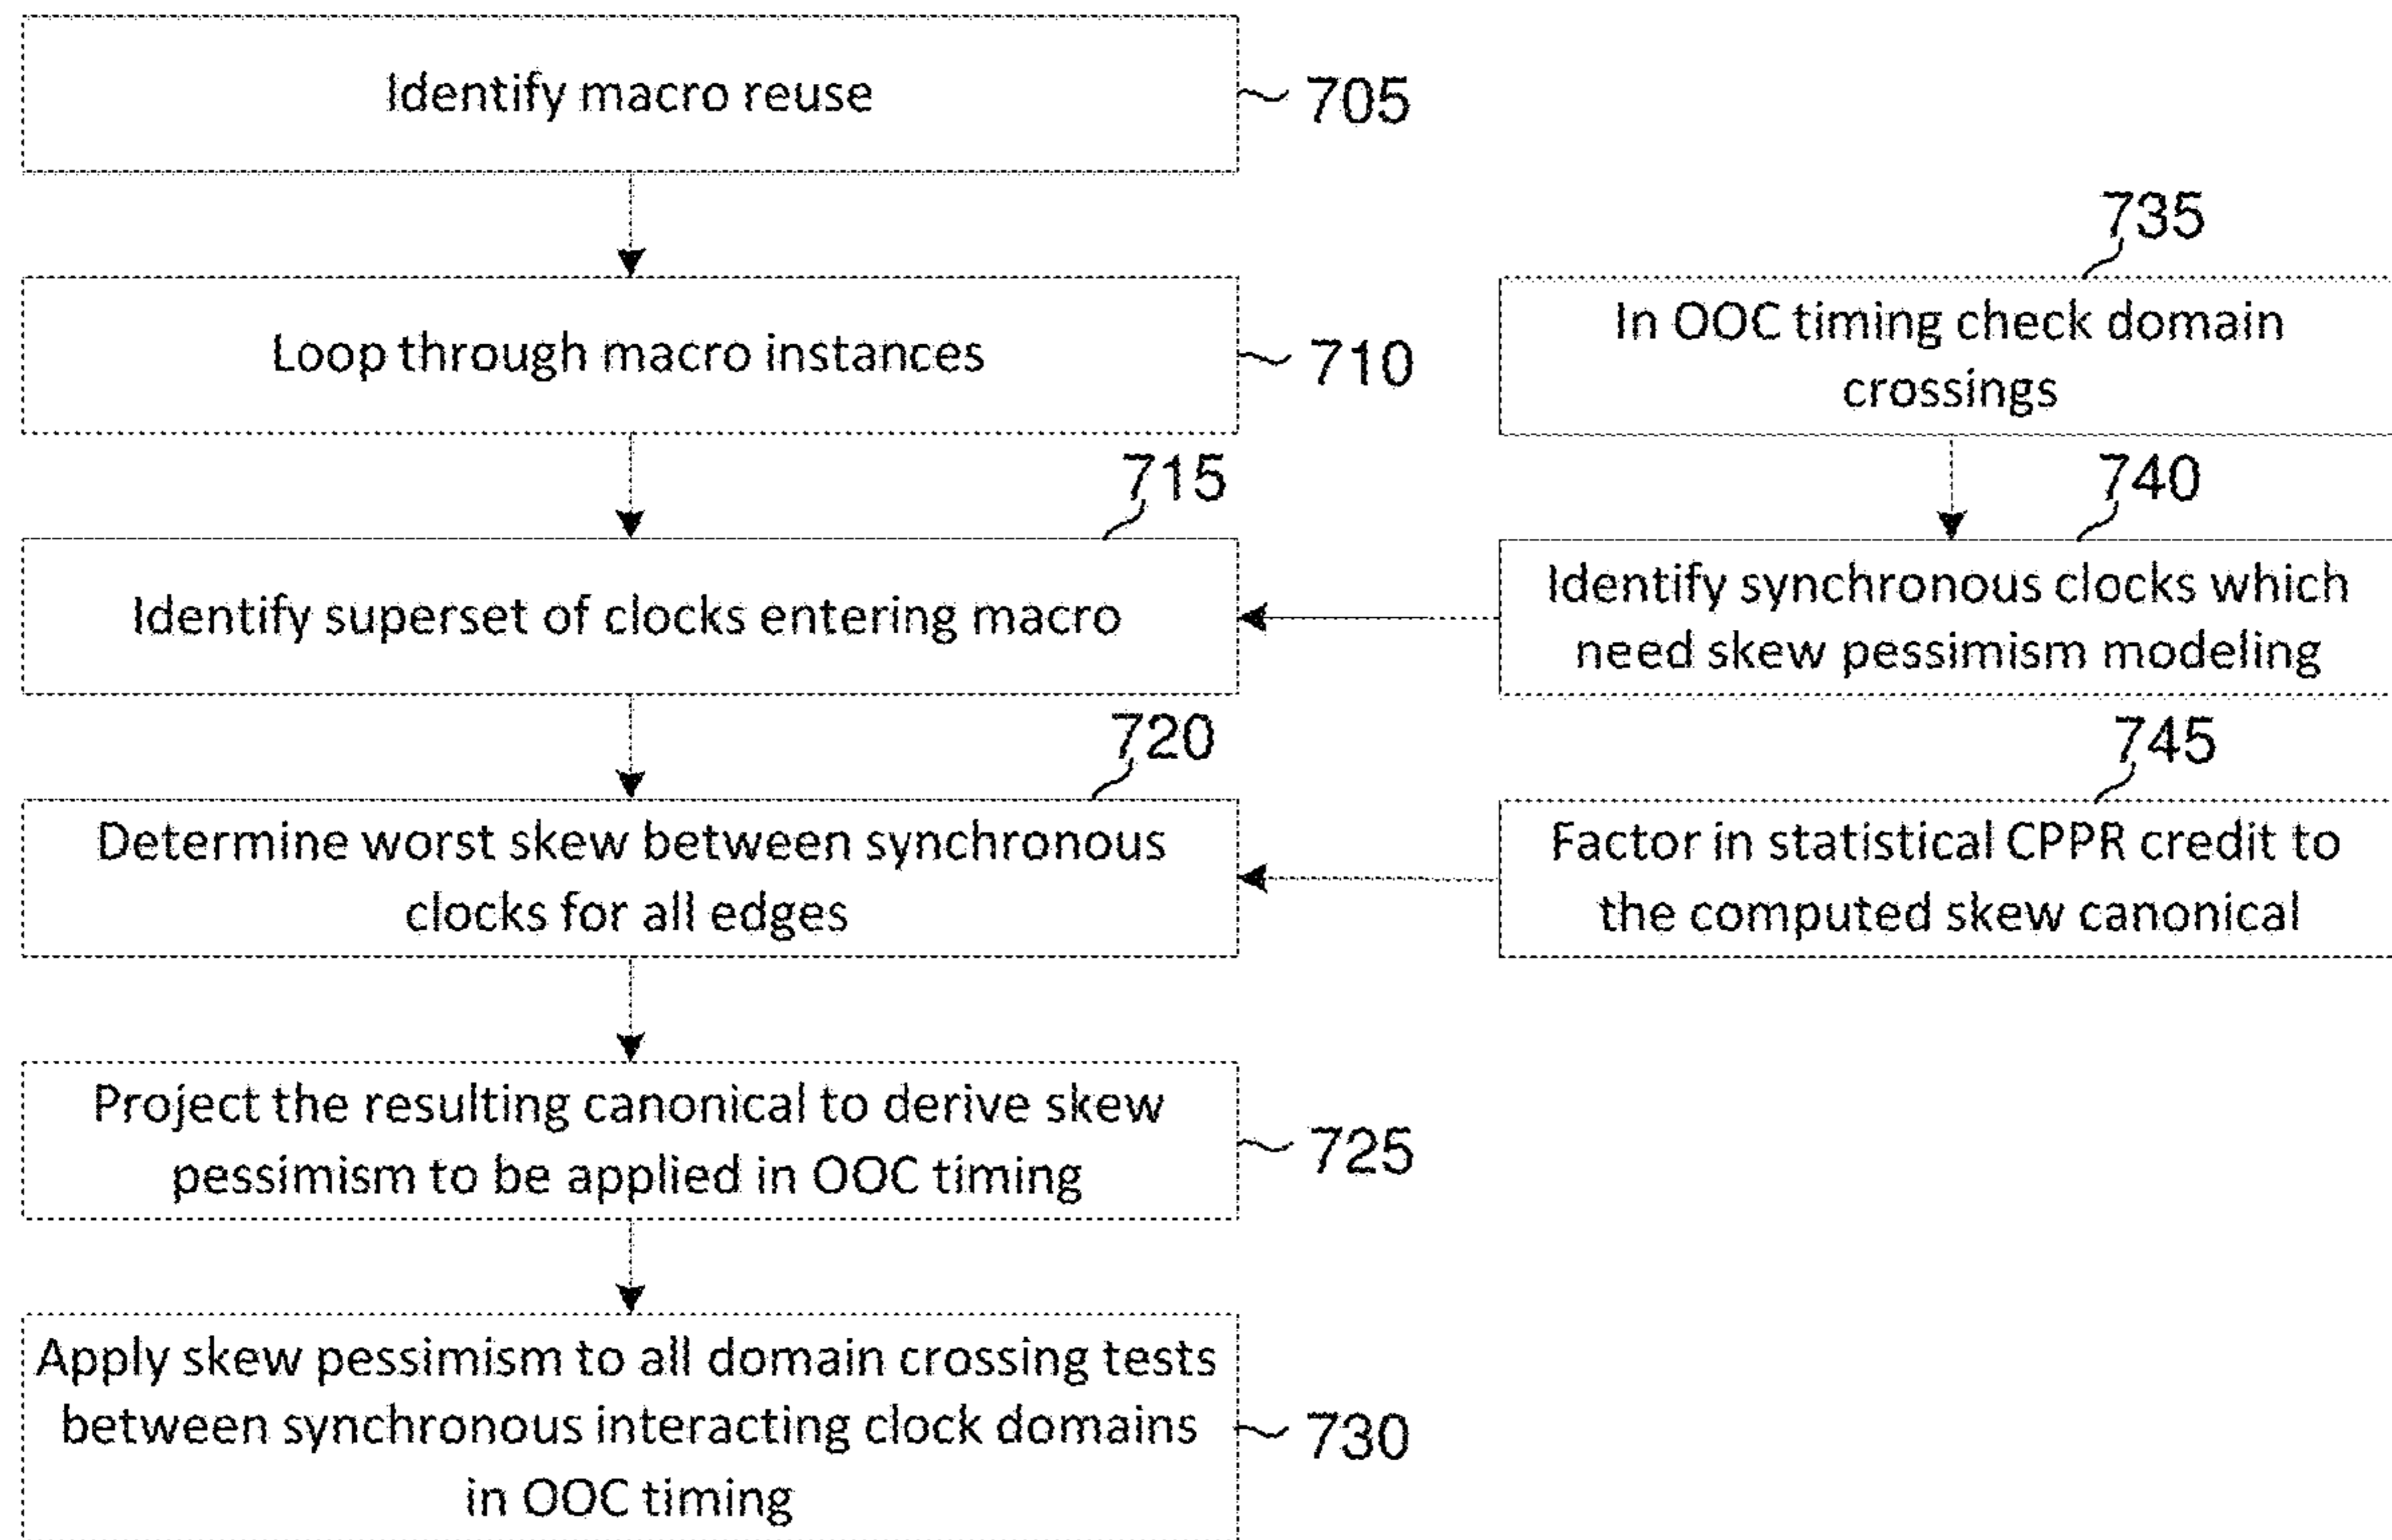 Identify macro reuse
705
Loop through macro instances
710
735
In OOC timing check domain
crossings
715
Identify superset of clocks entering macro
740
Identify synchronous clocks which
need skew pessimism modeling
720
Determine worst skew between synchronous
clocks for all edges
745
Factor in statistical CPPR credit to
the computed skew canonical
Project the resulting canonical to derive skew
pessimism to be applied in OOC timing
725
Apply skew pessimism to all domain crossing tests
between synchronous interacting clock domains
in OOC timing
730